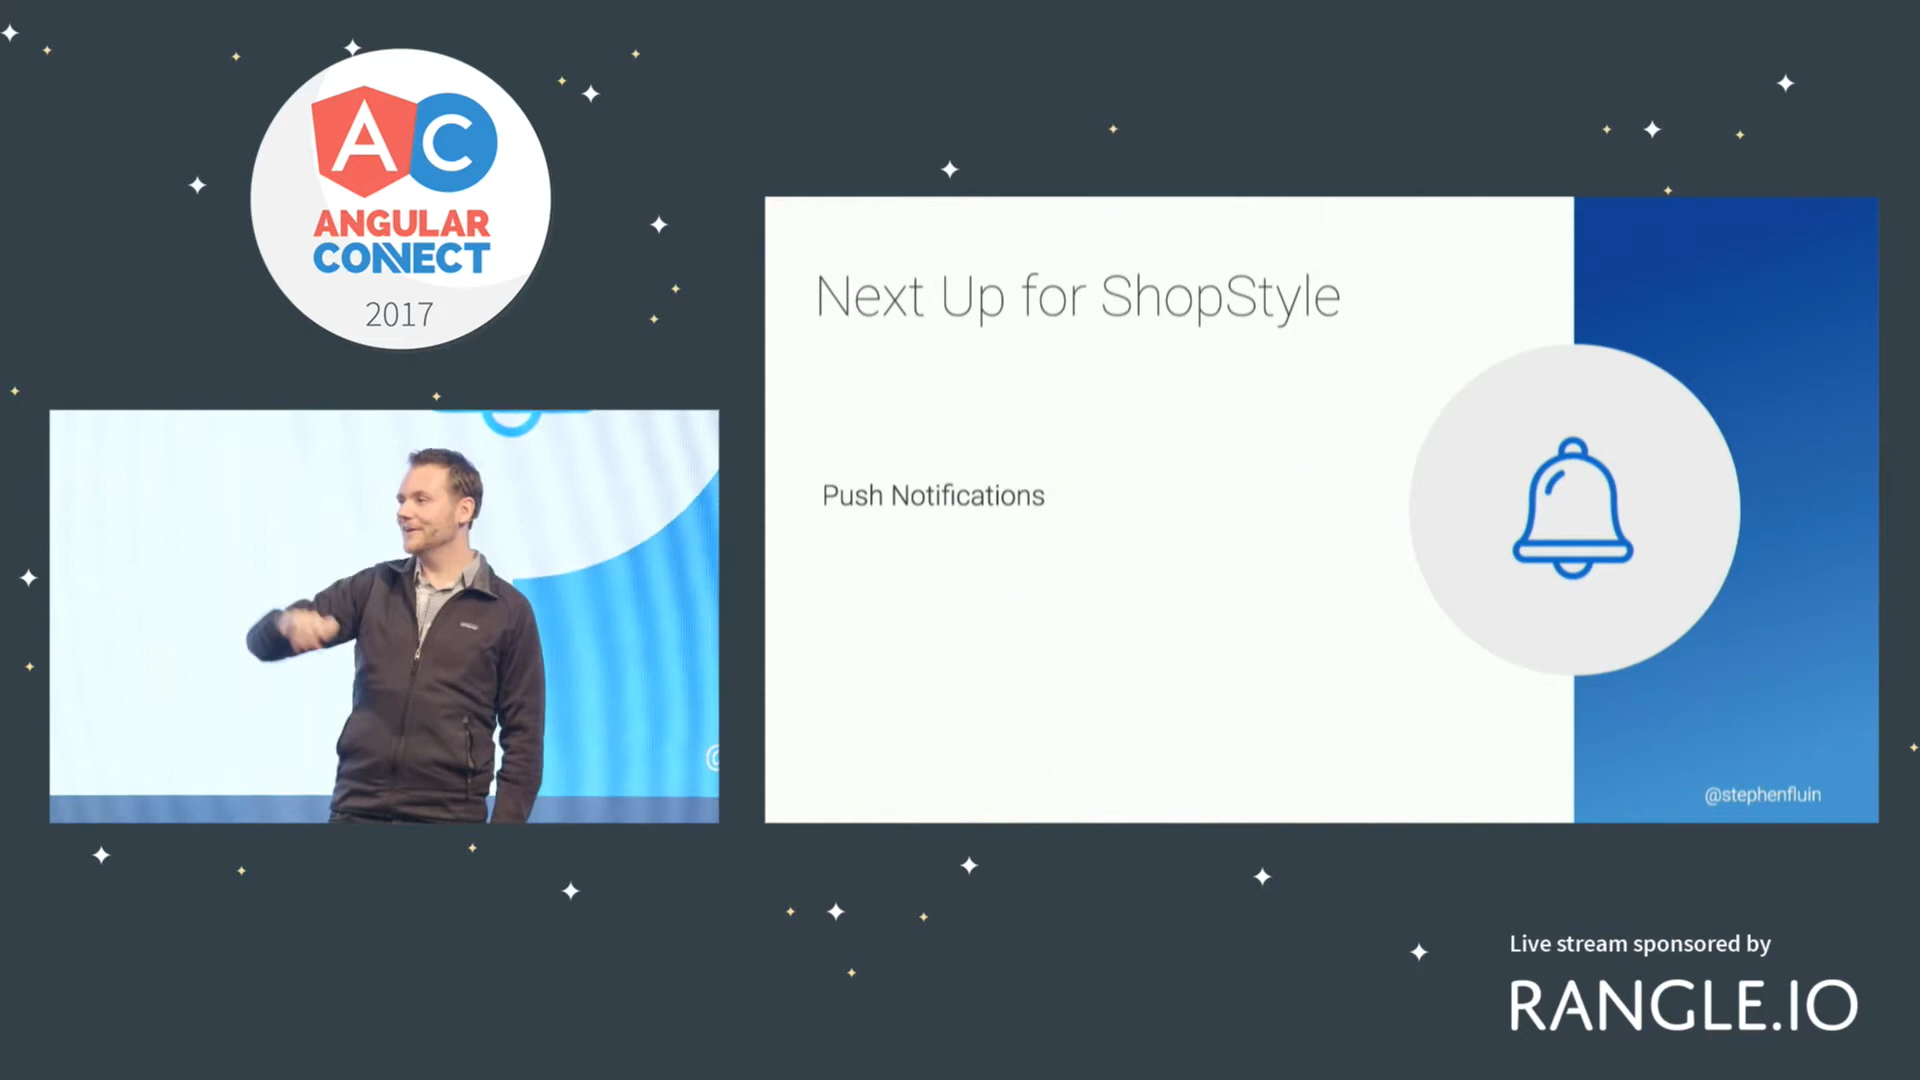 AC
ANGULAR
CONNECT
2017
Next Up for ShopStyle
Push Notifications
@stephenfluin
Live stream sponsored by
RANGLE.IO